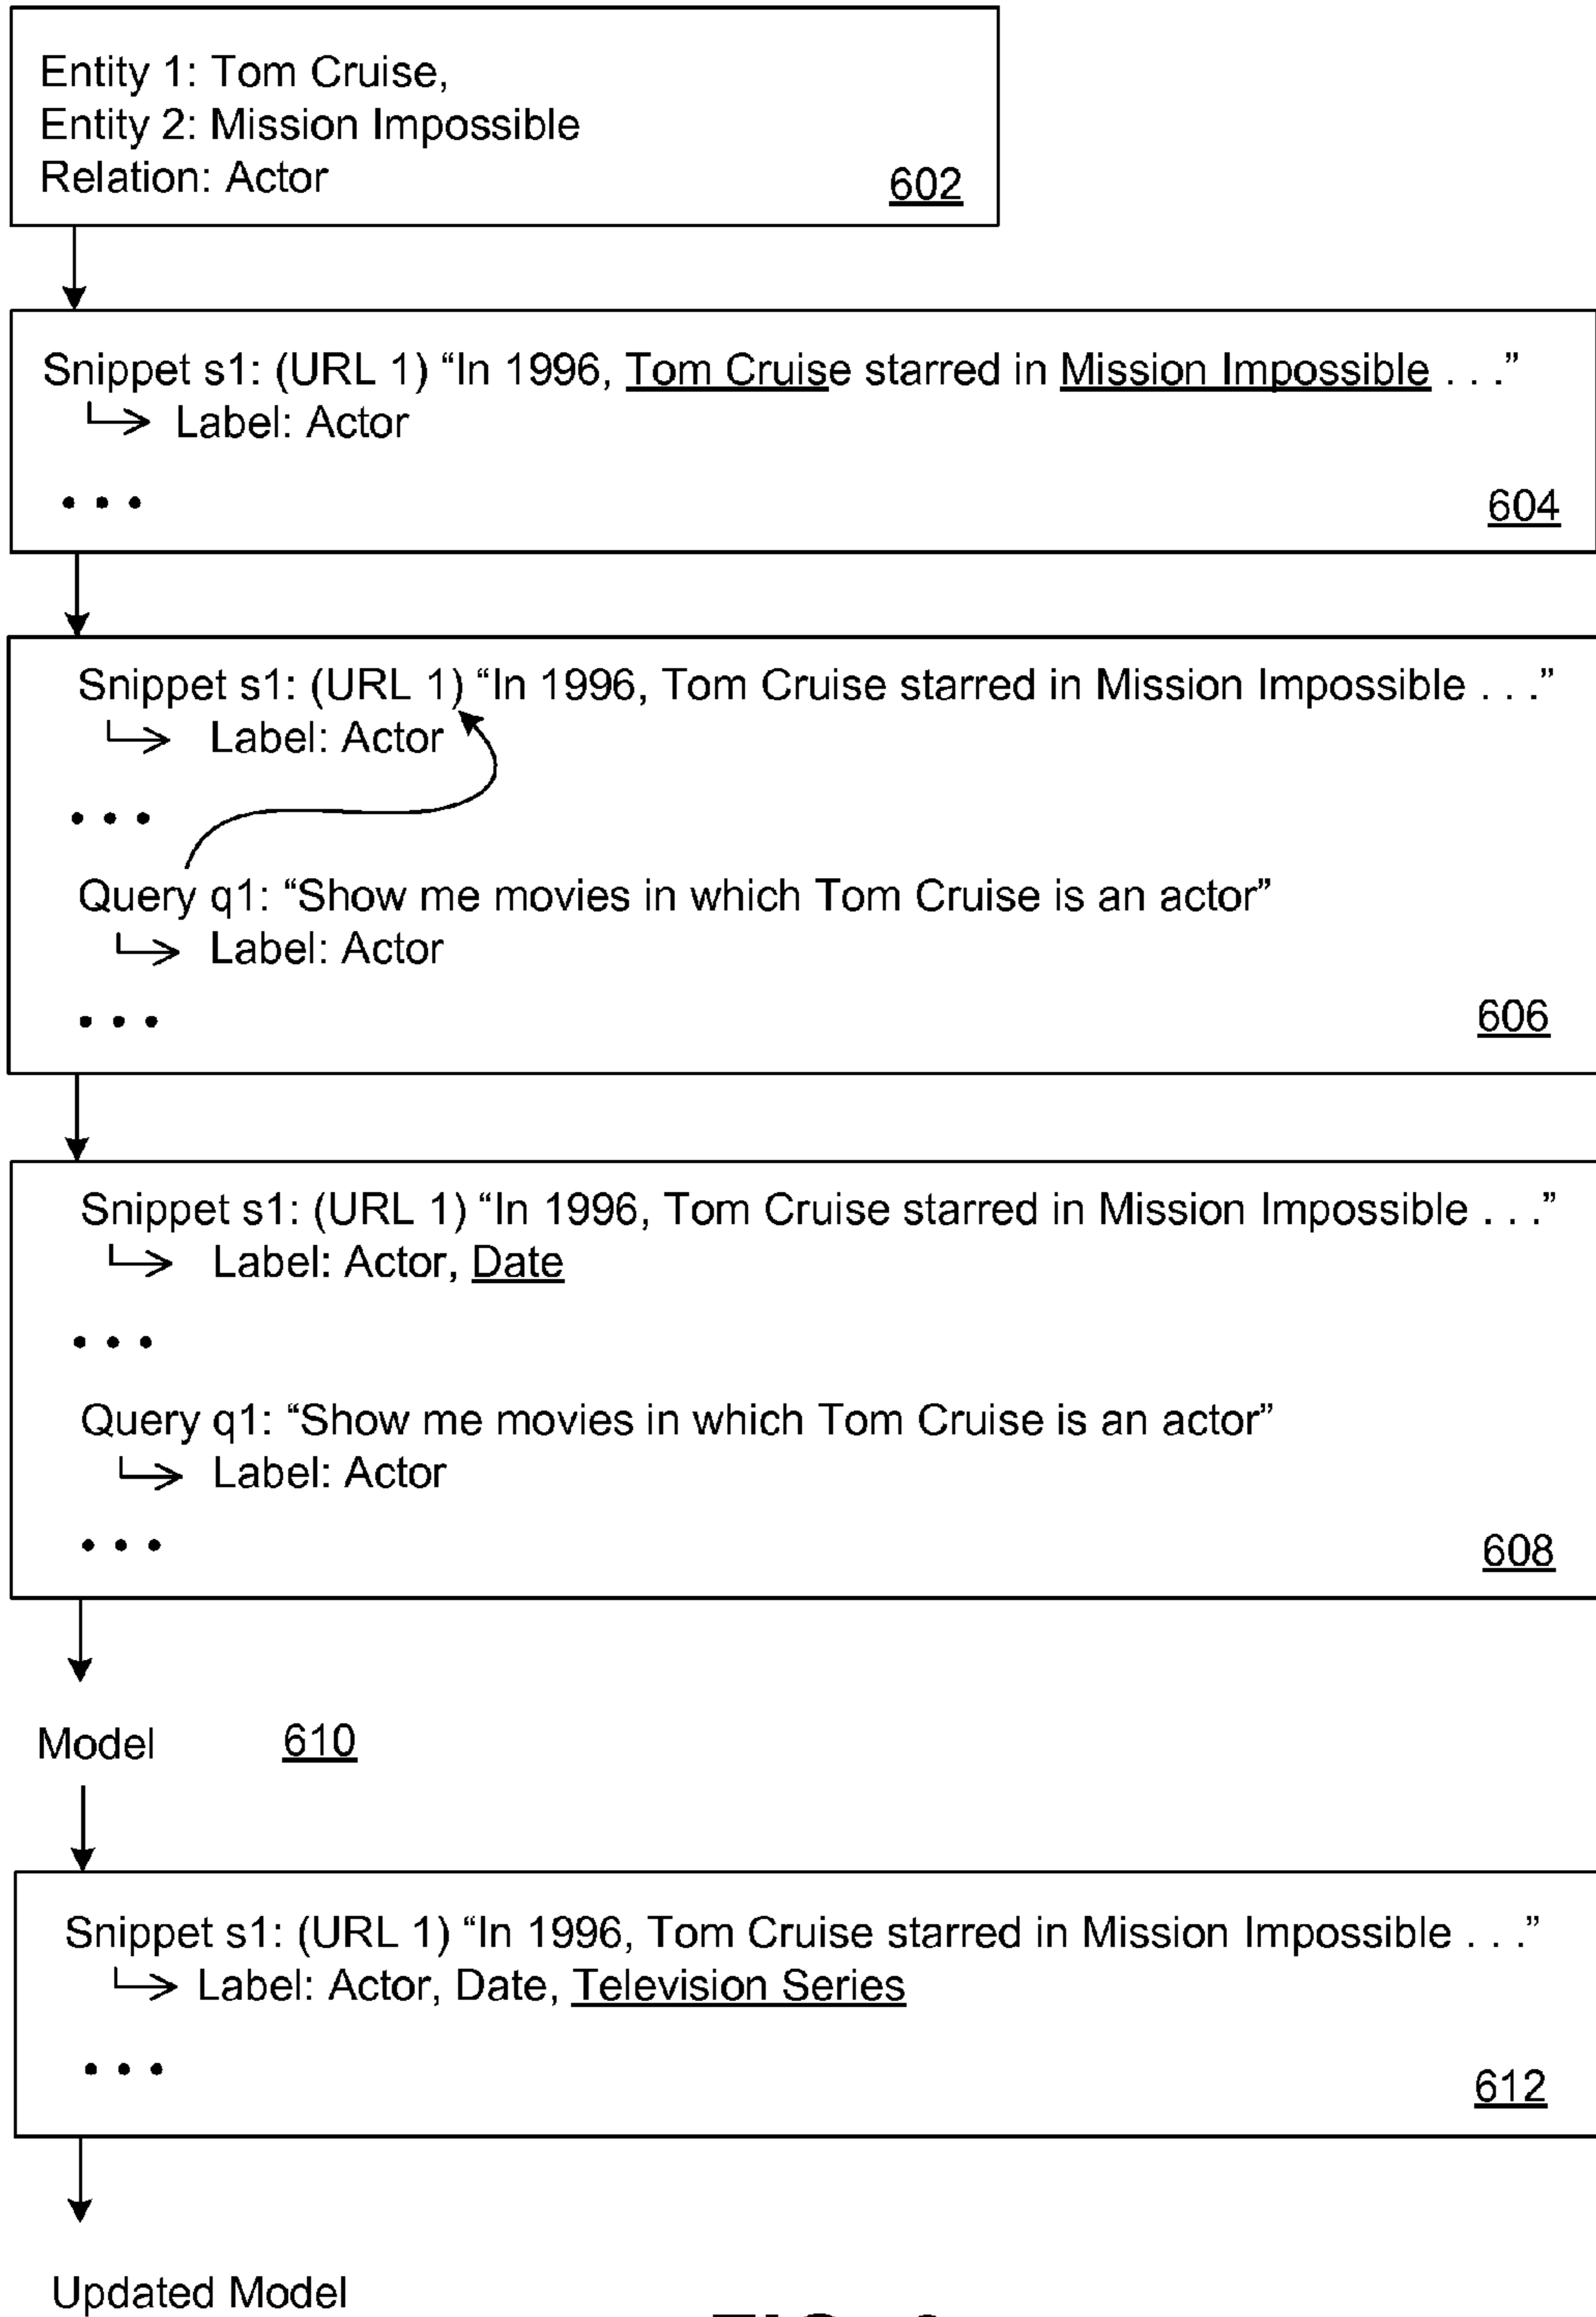 Entity 1: Tom Cruise,
Entity 2: Mission Impossible
Relation: Actor
602
Snippet s1: (URL 1) “In 1996, Tom Cruise starred in Mission Impossible . . .”
Label: Actor
. . .
604
Snippet s1: (URL 1) “In 1996, Tom Cruise starred in Mission Impossible . . .”
Label: Actor
. . .
Query q1: “Show me movies in which Tom Cruise is an actor”
Label: Actor
. . .
606
Snippet s1: (URL 1) “In 1996, Tom Cruise starred in Mission Impossible . . .”
Label: Actor, Date
. . .
Query q1: “Show me movies in which Tom Cruise is an actor”
Label: Actor
. . .
608
Model 610
Snippet s1: (URL 1) “In 1996, Tom Cruise starred in Mission Impossible . . .”
Label: Actor, Date, Television Series
. . .
612
Updated Model